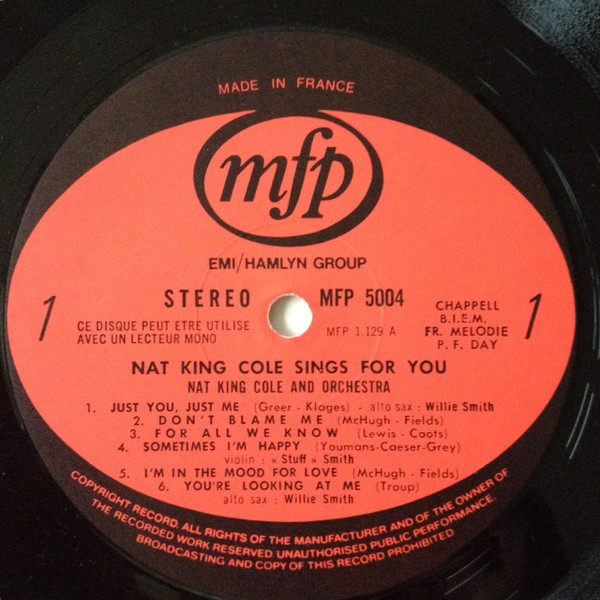 MADE IN FRANCE
mfp
EMI/HAMLYN GROUP
STEREO MFP 5004
1 1
CE DISQUE PEUT ETRE UTILISE
AVEC UN LECTEUR MONO
MFP 1.129 A
CHAPPELL
B.I.E.M.
FR. MELODIE
P. F. DAY
NAT KING COLE SINGS FOR YOU
NAT KING COLE AND ORCHESTRA
1. JUST YOU, JUST ME (Greer - Klages) - alto sax : Willie Smith
2. DON'T BLAME ME (McHugh - Fields)
3. FOR ALL WE KNOW (Lewis - Coots)
4. SOMETIMES I'M HAPPY (Youmans-Caeser-Grey)
violin : « Stuff » Smith
5. I'M IN THE MOOD FOR LOVE (McHugh - Fields)
6. YOU'RE LOOKING AT ME (Troup)
alto sax : Willie Smith
COPYRIGHT RECORD. ALL RIGHTS OF THE MANUFACTURER AND OF THE OWNER OF
THE RECORDED WORK RESERVED UNAUTHORISED PUBLIC PERFORMANCE.
BROADCASTING AND COPY OF THIS RECORD PROHIBITED